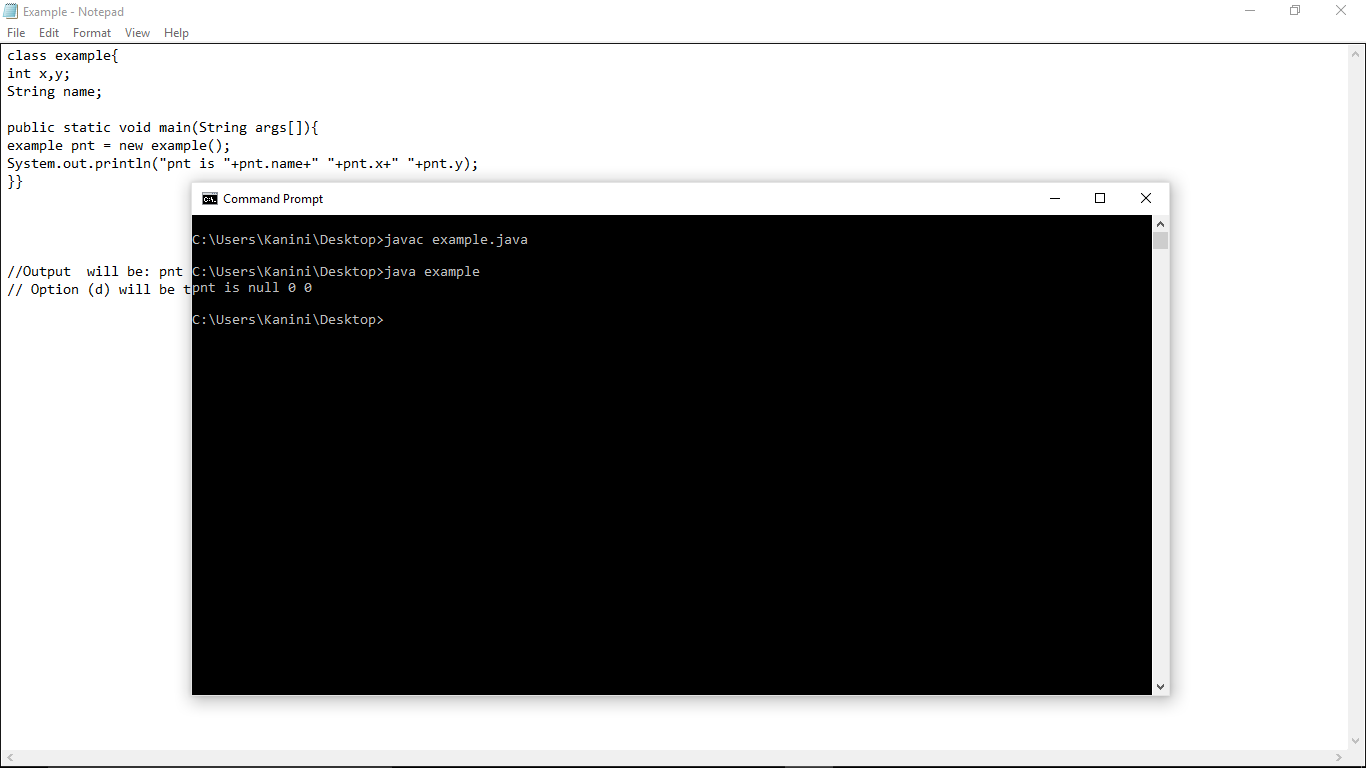 Example - Notepad
File Edit Format View Help
class example{
int x,y;
String name;
public static void main(String args[]){
example pnt = new example();
System.out.println("pnt is "+pnt.name+" "+pnt.x+" "+pnt.y);
}}
//Output  will be: pnt
// Option (d) will be t
Command Prompt
C:\Users\Kanini\Desktop>javac example.java
C:\Users\Kanini\Desktop>java example
pnt is null 0 0
C:\Users\Kanini\Desktop>